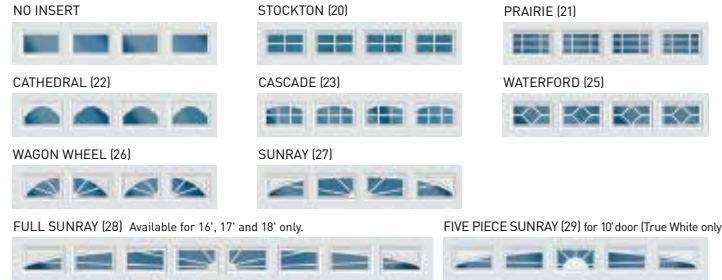 NO INSERT
STOCKTON (20)
PRAIRIE (21)
CATHEDRAL (22)
CASCADE (23)
WATERFORD (25)
WAGON WHEEL (26)
SUNRAY (27)
FULL SUNRAY (28) Available for 16', 17' and 18' only.
FIVE PIECE SUNRAY (29) for 10' door (True White only